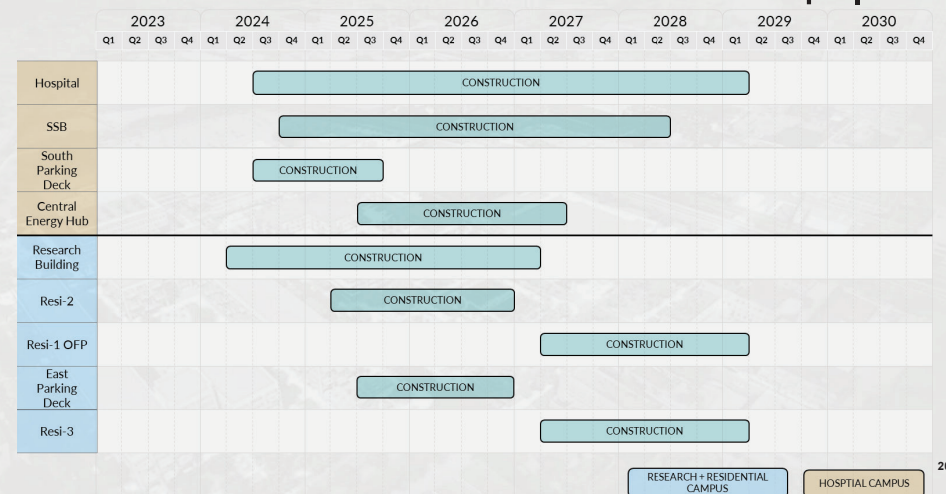 2023 2024 2025 2026 2027 2028 2029 2030
Q1 Q2 Q3 Q4 Q1 Q2 Q3 Q4 Q1 Q2 Q3 Q4 Q1 Q2 Q3 Q4 Q1 Q2 Q3 Q4 Q1 Q2 Q3 Q4 Q1 Q2 Q3 Q4 Q1 Q2 Q3 Q4
Hospital CONSTRUCTION
SSB CONSTRUCTION
South
Parking CONSTRUCTION
Deck
Central
Energy Hub CONSTRUCTION
Research
Building CONSTRUCTION
Resi-2 CONSTRUCTION
Resi-1 OFP CONSTRUCTION
East
Parking CONSTRUCTION
Deck
Resi-3 CONSTRUCTION
RESEARCH + RESIDENTIAL
CAMPUS
HOSPTIAL CAMPUS